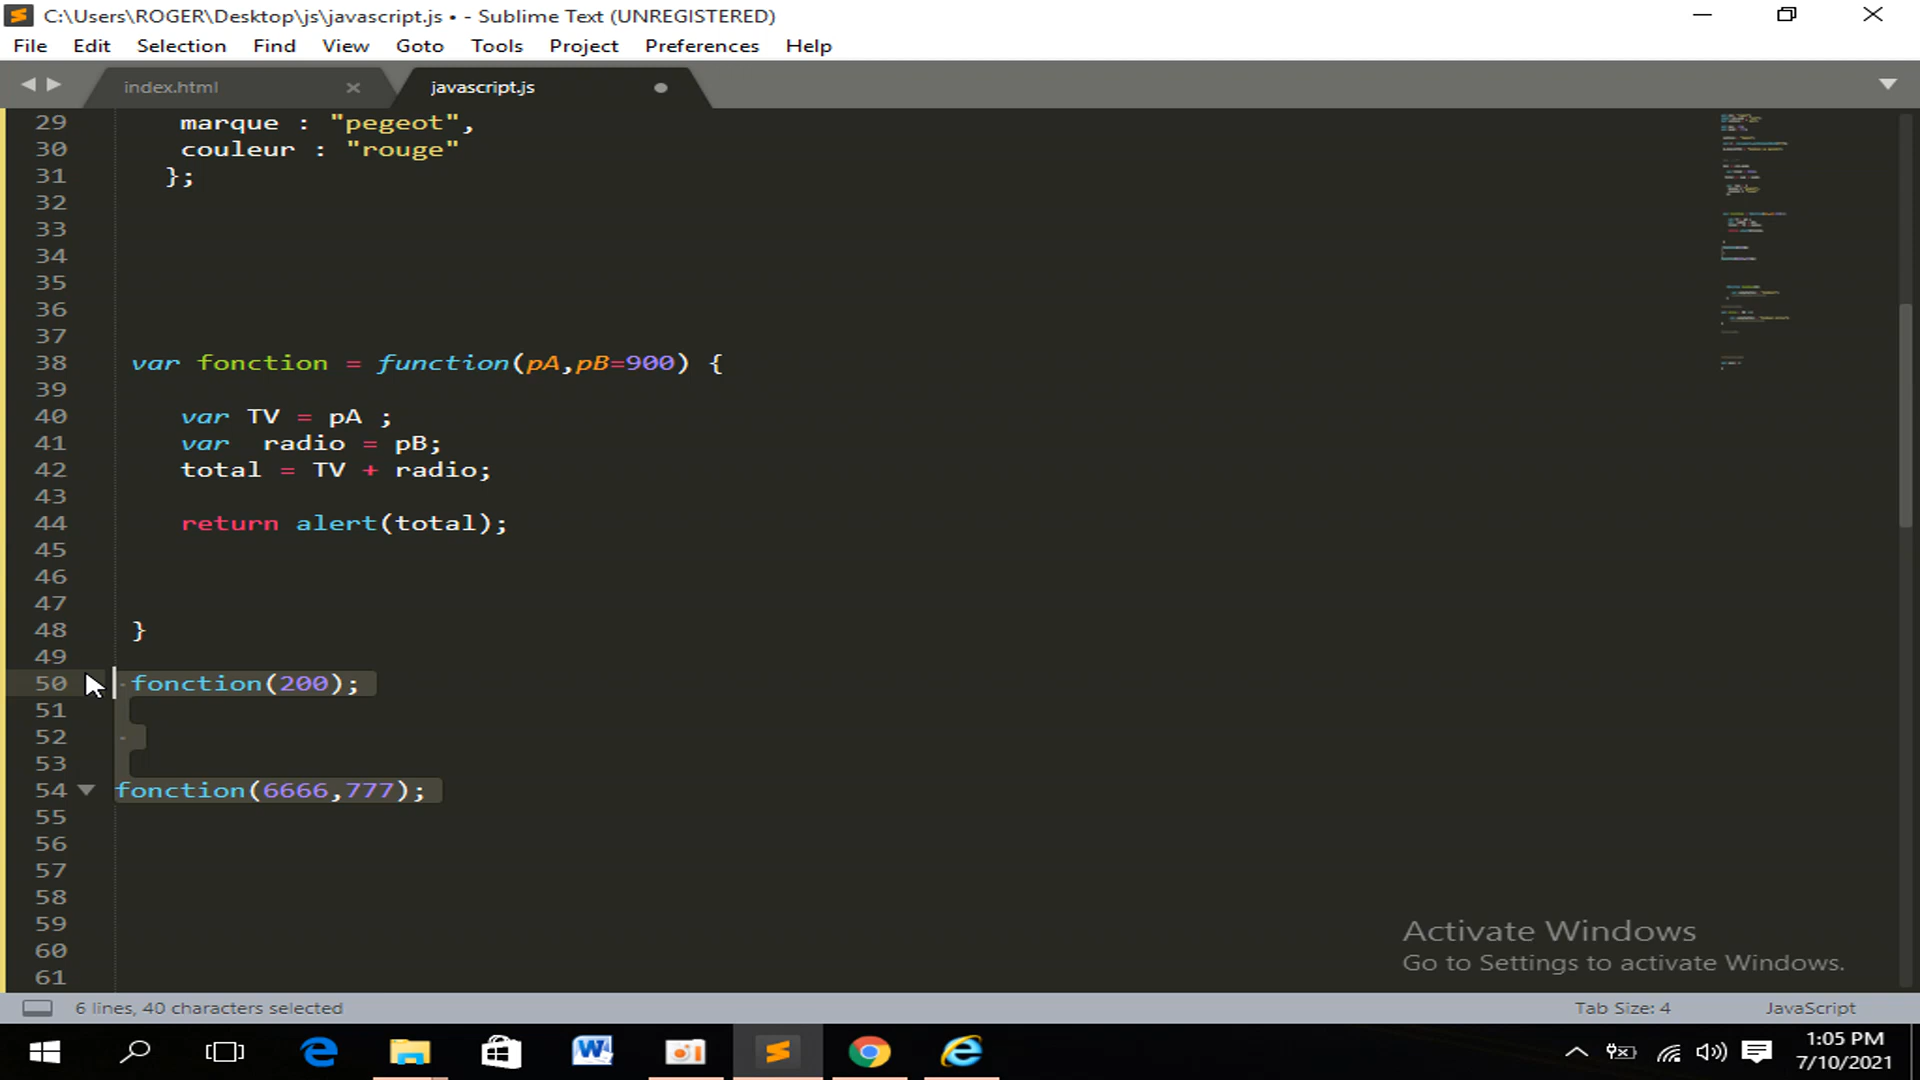 C:\Users\ROGER\Desktop\js\javascript.js • - Sublime Text (UNREGISTERED)
File Edit Selection Find View Goto Tools Project Preferences Help
index.html javascript.js
29 marque : "pegeot",
30 couleur : "rouge"
31 };
32
33
34
35
36
37
38 var fonction = function(pA,pB=900) {
39
40 var TV = pA ;
41 var radio = pB;
42 total = TV + radio;
43
44 return alert(total);
45
46
47
48 }
49
50 fonction(200);
51
52
53
54 fonction(6666,777);
55
56
57
58
59
60
61
Activate Windows
Go to Settings to activate Windows.
6 lines, 40 characters selected Tab Size: 4 JavaScript
1:05 PM
7/10/2021